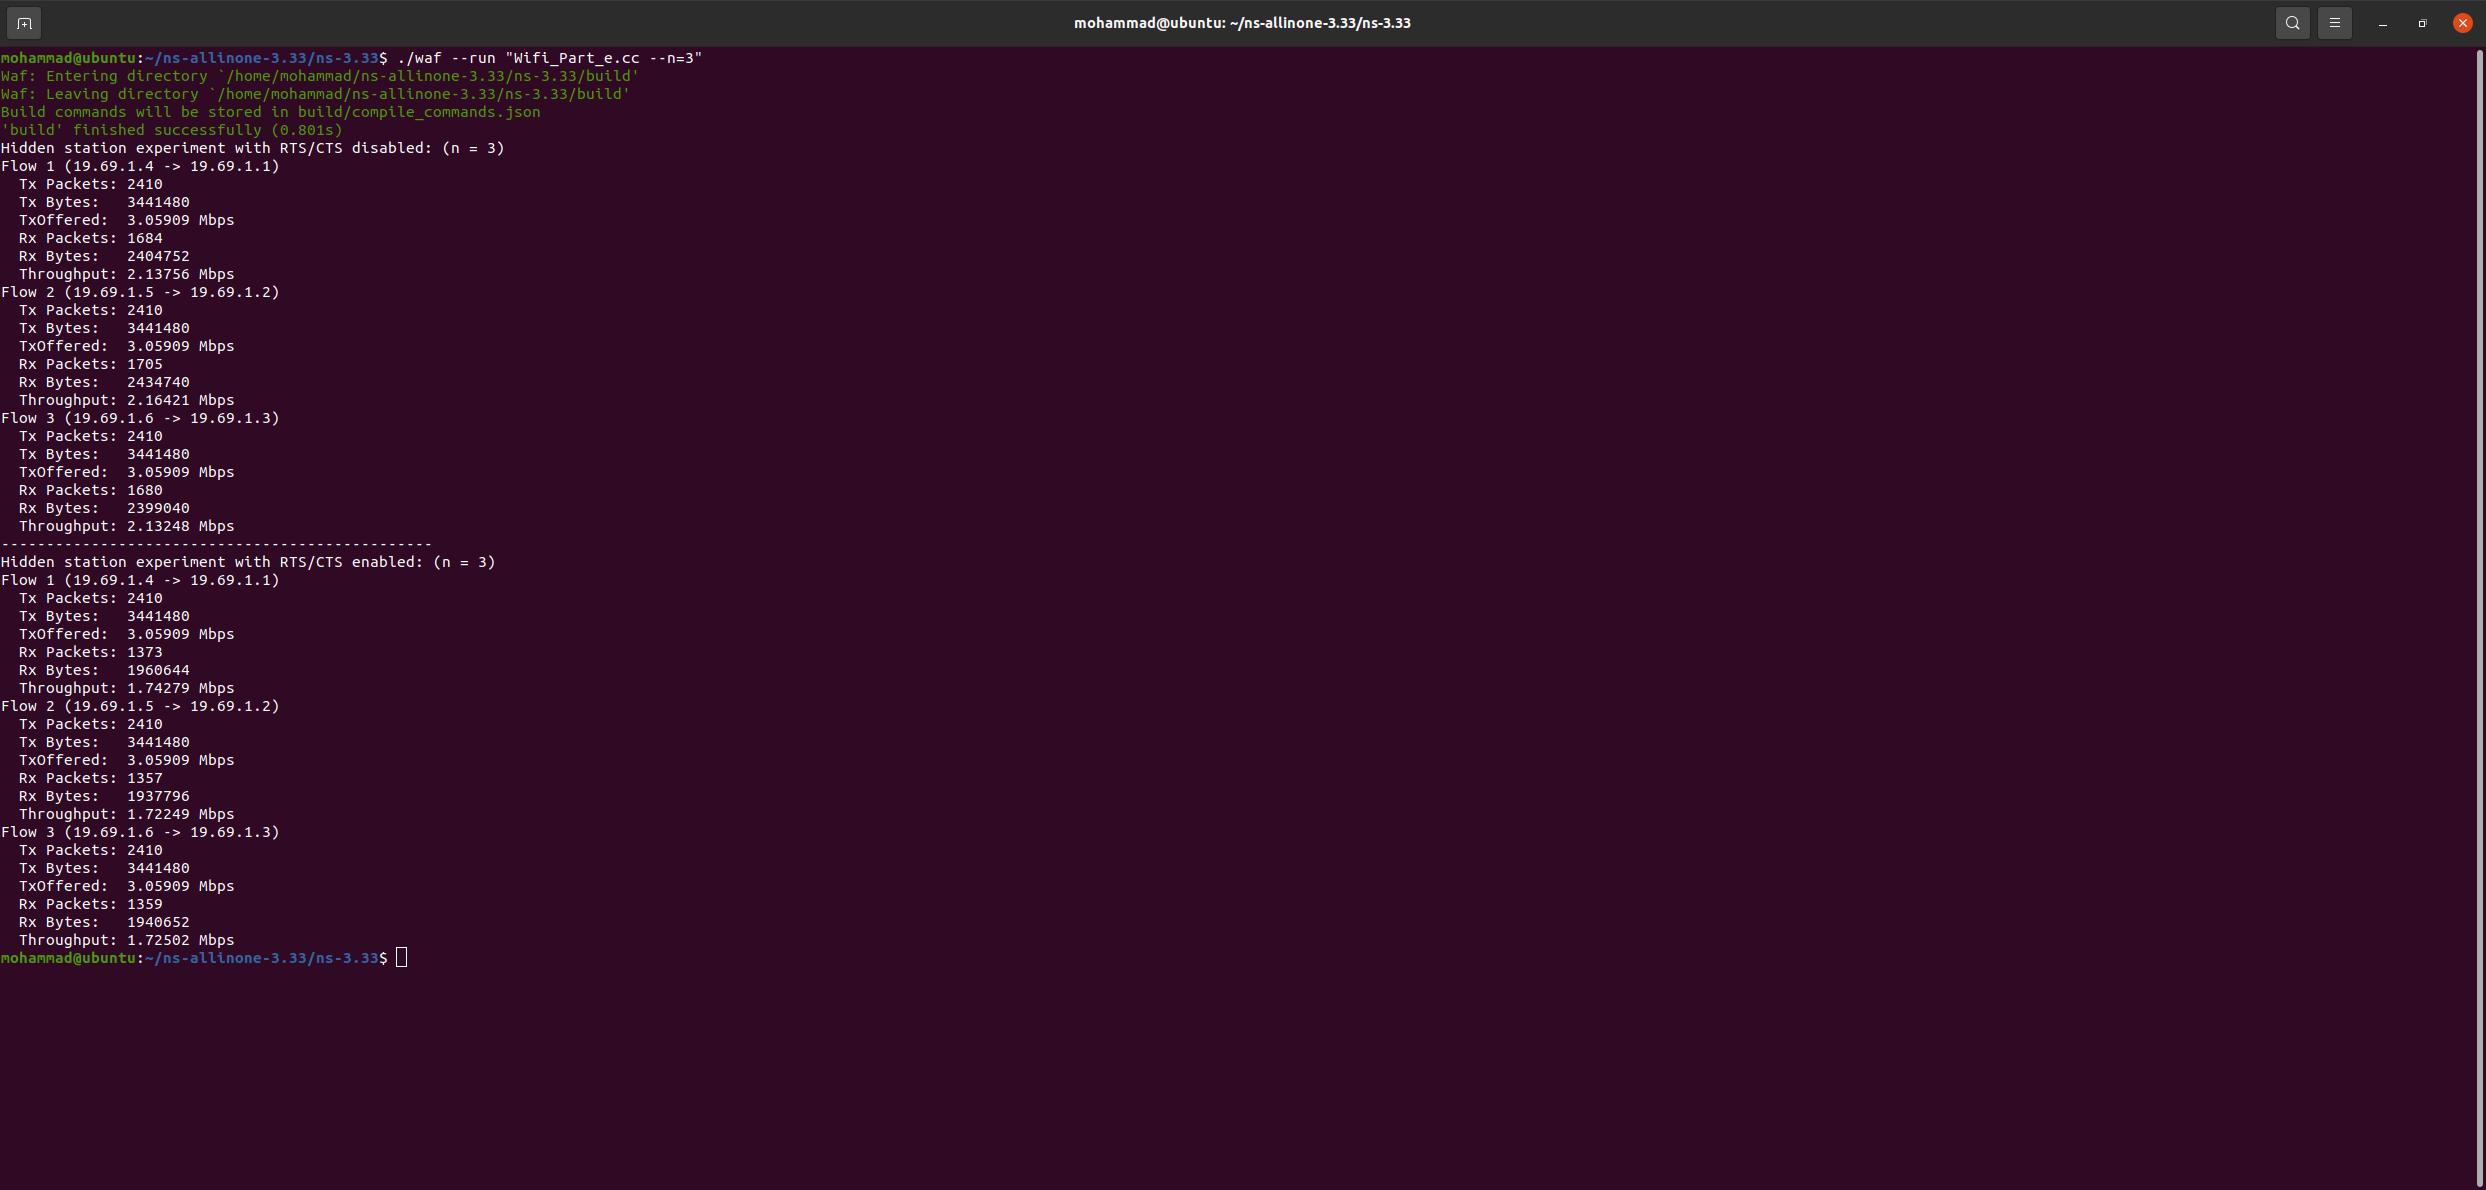 mohammad@ubuntu: ~/ns-allinone-3.33/ns-3.33
mohammad@ubuntu:~/ns-allinone-3.33/ns-3.33$ ./waf --run "Wifi_Part_e.cc --n=3"
Waf: Entering directory `/home/mohammad/ns-allinone-3.33/ns-3.33/build'
Waf: Leaving directory `/home/mohammad/ns-allinone-3.33/ns-3.33/build'
Build commands will be stored in build/compile_commands.json
'build' finished successfully (0.801s)
Hidden station experiment with RTS/CTS disabled: (n = 3)
Flow 1 (19.69.1.4 -> 19.69.1.1)
  Tx Packets: 2410
  Tx Bytes:   3441480
  TxOffered:  3.05909 Mbps
  Rx Packets: 1684
  Rx Bytes:   2404752
  Throughput: 2.13756 Mbps
Flow 2 (19.69.1.5 -> 19.69.1.2)
  Tx Packets: 2410
  Tx Bytes:   3441480
  TxOffered:  3.05909 Mbps
  Rx Packets: 1705
  Rx Bytes:   2434740
  Throughput: 2.16421 Mbps
Flow 3 (19.69.1.6 -> 19.69.1.3)
  Tx Packets: 2410
  Tx Bytes:   3441480
  TxOffered:  3.05909 Mbps
  Rx Packets: 1680
  Rx Bytes:   2399040
  Throughput: 2.13248 Mbps
------------------------------------------------
Hidden station experiment with RTS/CTS enabled: (n = 3)
Flow 1 (19.69.1.4 -> 19.69.1.1)
  Tx Packets: 2410
  Tx Bytes:   3441480
  TxOffered:  3.05909 Mbps
  Rx Packets: 1373
  Rx Bytes:   1960644
  Throughput: 1.74279 Mbps
Flow 2 (19.69.1.5 -> 19.69.1.2)
  Tx Packets: 2410
  Tx Bytes:   3441480
  TxOffered:  3.05909 Mbps
  Rx Packets: 1357
  Rx Bytes:   1937796
  Throughput: 1.72249 Mbps
Flow 3 (19.69.1.6 -> 19.69.1.3)
  Tx Packets: 2410
  Tx Bytes:   3441480
  TxOffered:  3.05909 Mbps
  Rx Packets: 1359
  Rx Bytes:   1940652
  Throughput: 1.72502 Mbps
mohammad@ubuntu:~/ns-allinone-3.33/ns-3.33$